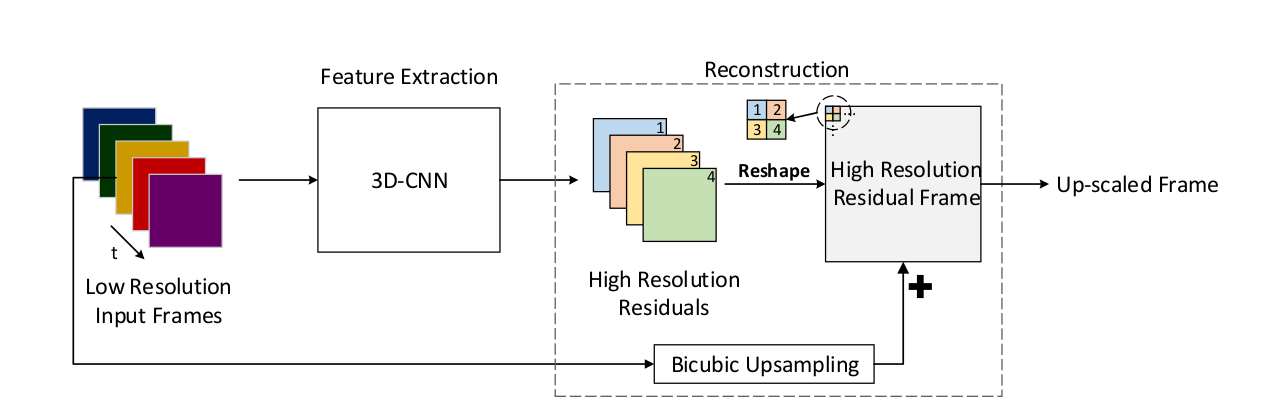 Feature Extraction
Reconstruction
3D-CNN
t
Low Resolution
Input Frames
1
2
3
4
High Resolution
Residuals
Reshape
1 2
3 4
High Resolution
Residual Frame
Up-scaled Frame
Bicubic Upsampling
+